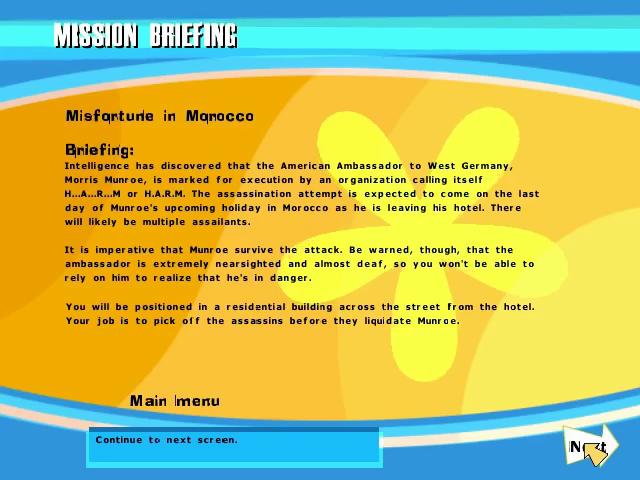 MISSION BRIEFING
Misfortune in Morocco
Briefing:
Intelligence has discovered that the American Ambassador to West Germany,
Morris Munroe, is marked for execution by an organization calling itself
H...A...R...M or H.A.R.M. The assassination attempt is expected to come on the last
day of Munroe's upcoming holiday in Morocco as he is leaving his hotel. There
will likely be multiple assailants.
It is imperative that Munroe survive the attack. Be warned, though, that the
ambassador is extremely nearsighted and almost deaf, so you won't be able to
rely on him to realize that he's in danger.
You will be positioned in a residential building across the street from the hotel.
Your job is to pick off the assassins before they liquidate Munroe.
Main menu
Continue to next screen.
Next